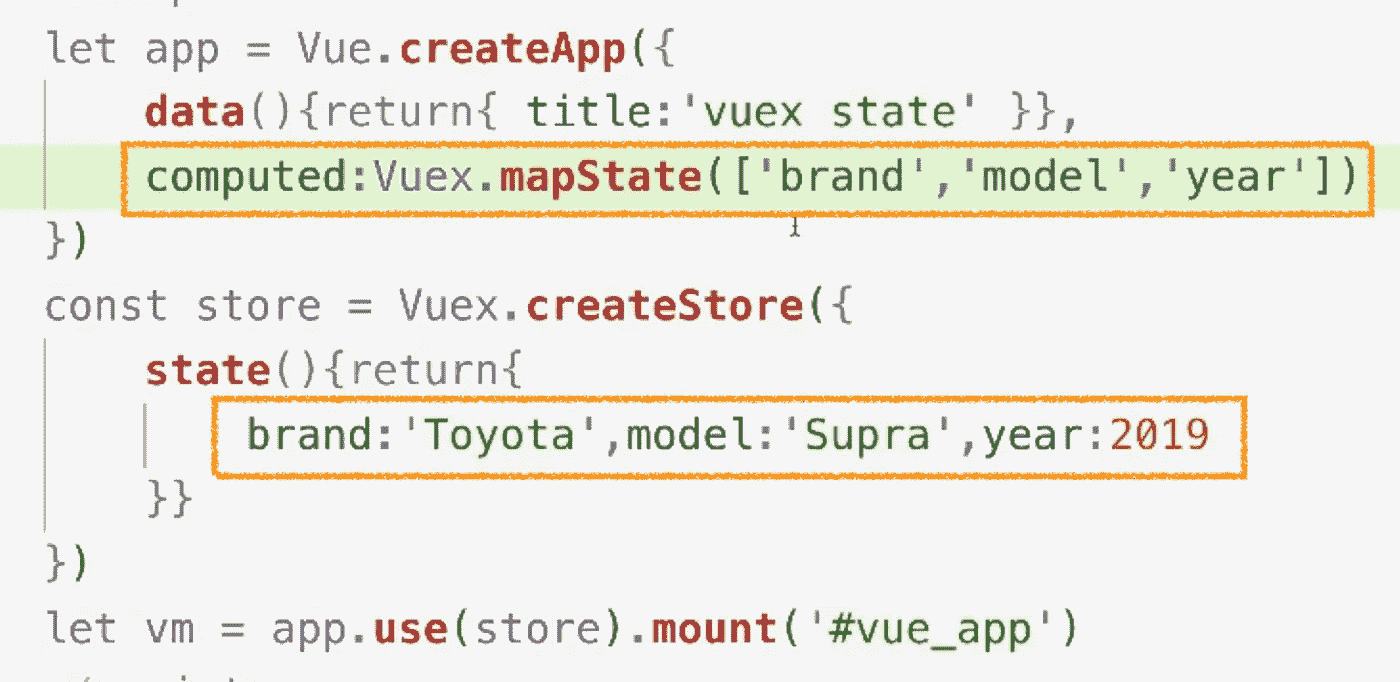 let app = Vue.createApp({
data(){return{ title:'vuex state' }},
computed:Vuex.mapState(['brand','model','year'])
})
const store = Vuex.createStore({
state(){return{
brand:'Toyota',model:'Supra',year:2019
}}
})
let vm = app.use(store).mount('#vue_app')